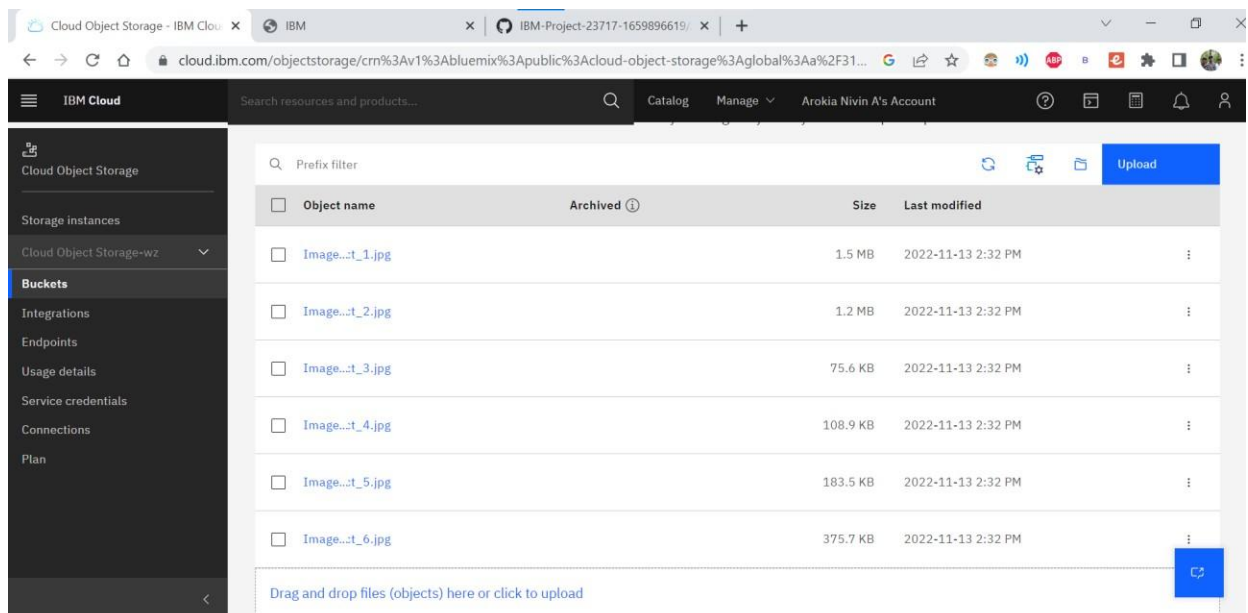 Cloud Object Storage - IBM Clou
IBM
IBM-Project-23717-1659896619/
cloud.ibm.com/objectstorage/crn%3Av1%3Abluemix%3Apublic%3Acloud-object-storage%3Aglobal%3Aa%2F31...
IBM Cloud
Search resources and products...
Catalog
Manage
Arokia Nivin A's Account
Cloud Object Storage
Storage instances
Cloud Object Storage-wz
Buckets
Integrations
Endpoints
Usage details
Service credentials
Connections
Plan
Prefix filter
Upload
Object name Archived Size Last modified
Image...:t_1.jpg 1.5 MB 2022-11-13 2:32 PM
Image...:t_2.jpg 1.2 MB 2022-11-13 2:32 PM
Image...:t_3.jpg 75.6 KB 2022-11-13 2:32 PM
Image...:t_4.jpg 108.9 KB 2022-11-13 2:32 PM
Image...:t_5.jpg 183.5 KB 2022-11-13 2:32 PM
Image...:t_6.jpg 375.7 KB 2022-11-13 2:32 PM
Drag and drop files (objects) here or click to upload